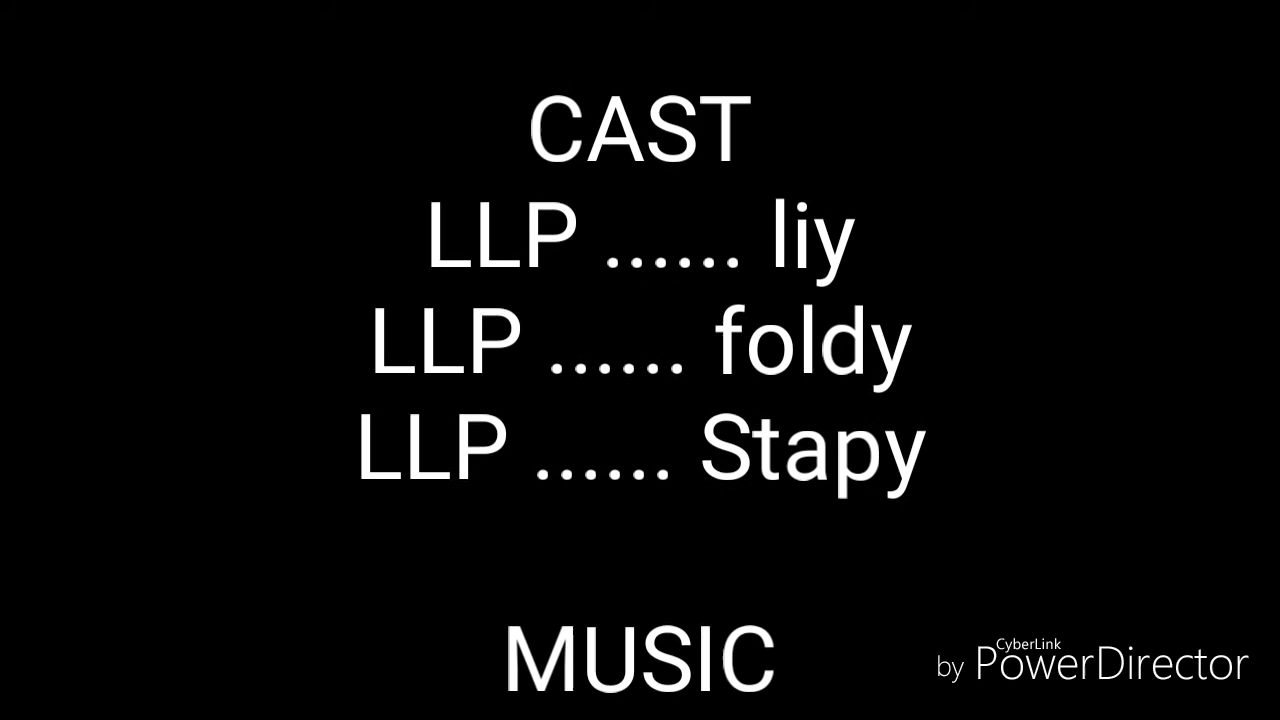 CAST
LLP ...... liy
LLP ...... foldy
LLP ...... Stapy
MUSIC
by CyberLink PowerDirector